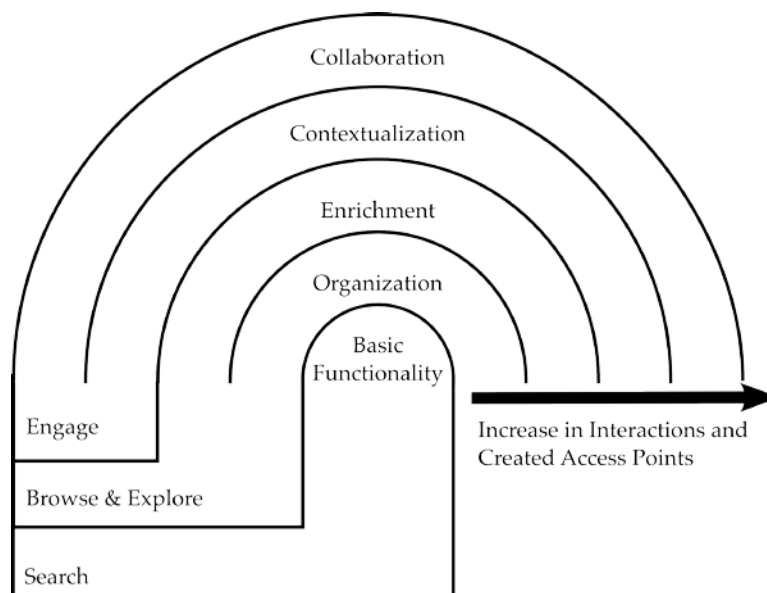 Collaboration
Contextualization
Enrichment
Organization
Basic
Functionality
Engage
Increase in Interactions and
Created Access Points
Browse & Explore
Search